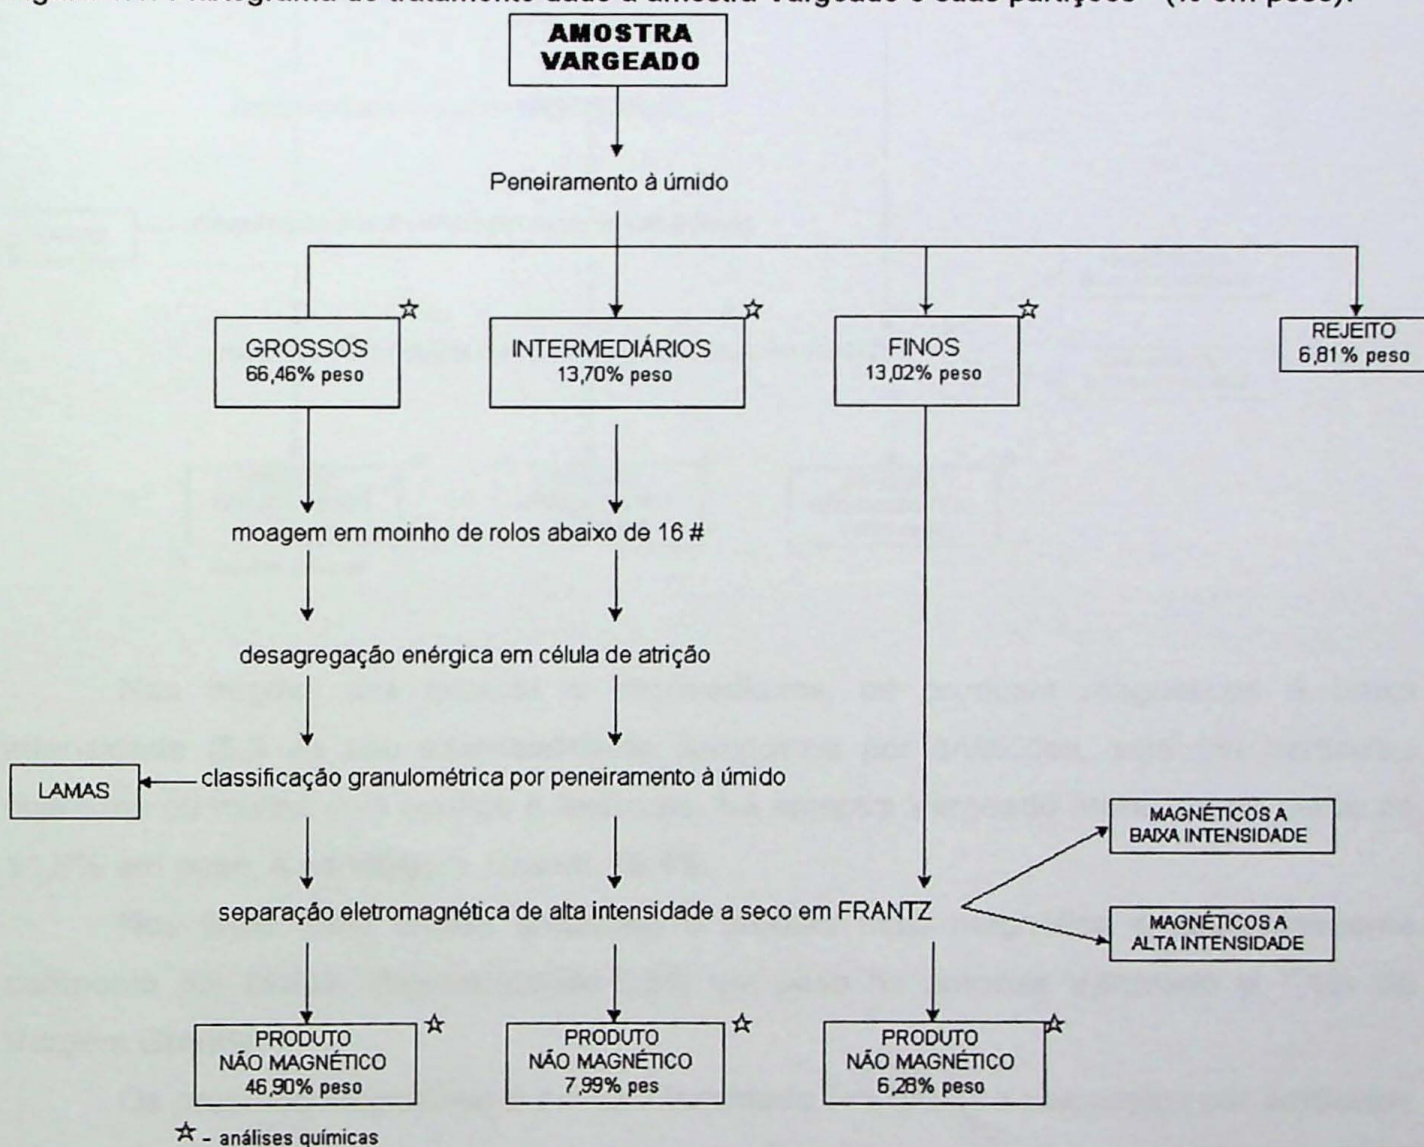 AMOSTRA
VARGEADO
Peneiramento à úmido
GROSSOS
66,46% peso
INTERMEDIÁRIOS
13,70% peso
FINOS
13,02% peso
REJEITO
6,81% peso
moagem em moinho de rolos abaixo de 16 #
desagregação enérgica em célula de atrição
LAMAS
classificação granulométrica por peneiramento à úmido
MAGNÉTICOS A
BAIXA INTENSIDADE
separação eletromagnética de alta intensidade a seco em FRANTZ
MAGNÉTICOS A
ALTA INTENSIDADE
PRODUTO
NÃO MAGNÉTICO
46,90% peso
PRODUTO
NÃO MAGNÉTICO
7,99% pes
PRODUTO
NÃO MAGNÉTICO
6,28% peso
☆ - análises químicas